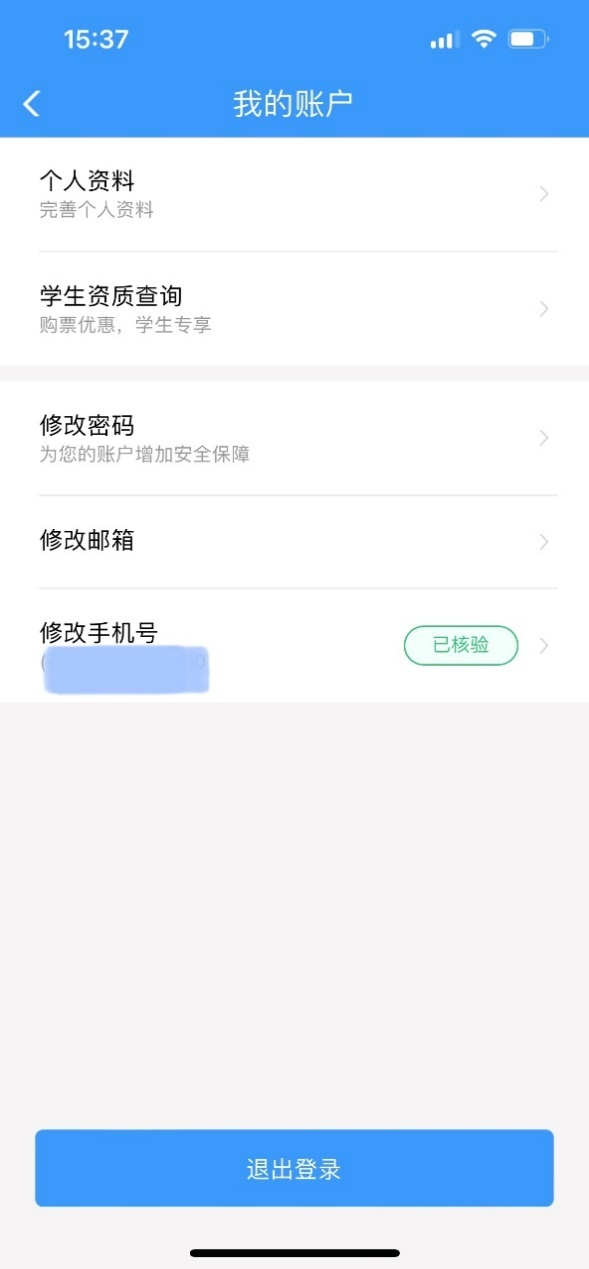 15:37
我的账户
个人资料
完善个人资料
学生资质查询
购票优惠，学生专享
修改密码
为您的账户增加安全保障
修改邮箱
修改手机号
已核验
退出登录